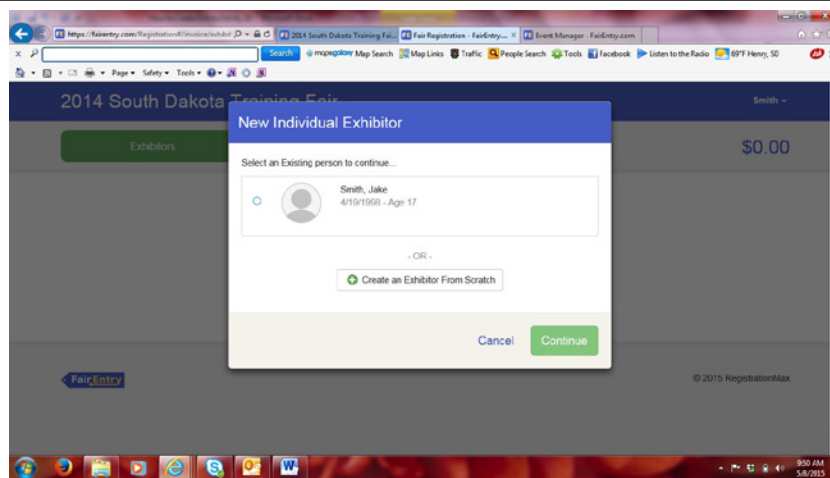 https://fairentry.com/Registration#/invoice/exhibit
2014 South Dakota Training Fai...
Fair Registration - FairEntry....
Event Manager - FairEntry.com
Search
mapsgalaxy Map Search
Map Links
Traffic
People Search
Tools
Facebook
Listen to the Radio
69°F Henry, SD
Page
Safety
Tools
2014 South Dakota Training Fair
Smith
Exhibitors
$0.00
New Individual Exhibitor
Select an Existing person to continue...
Smith, Jake
4/19/1998 - Age 17
- OR -
Create an Exhibitor From Scratch
Cancel
Continue
FairEntry
© 2015 RegistrationMax
9:50 AM
5/8/2015